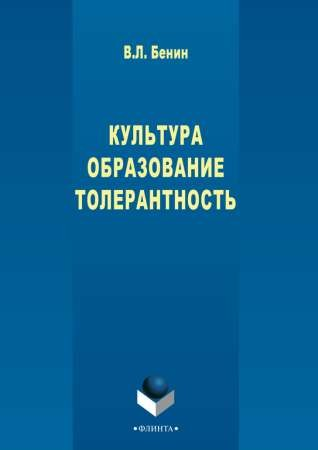 В.Л. Бенин
КУЛЬТУРА
ОБРАЗОВАНИЕ
ТОЛЕРАНТНОСТЬ
• ФЛИНТА •